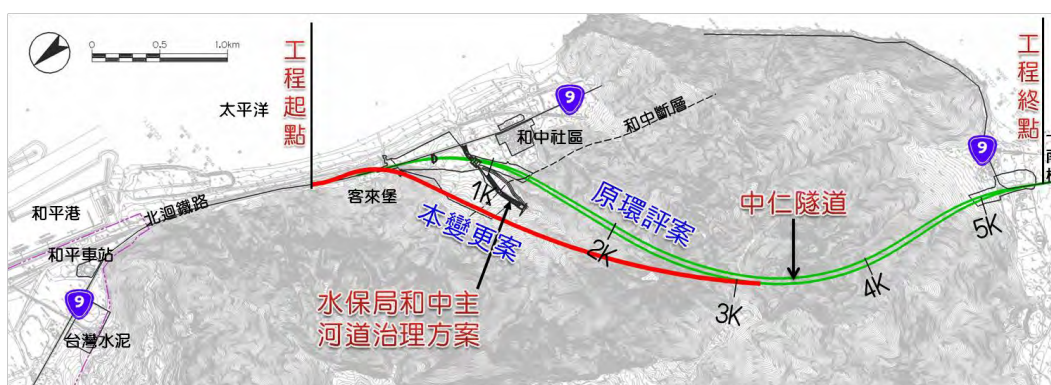 0
0.5
1.0km
工程起點
太平洋
9
和中斷層
和中社區
工程終點
9
客來堡
1K
原環評案
中仁隧道
北迴鐵路
和平港
本變更案
2K
5K
4K
3K
和平車站
9
水保局和中主
河道治理方案
台灣水泥